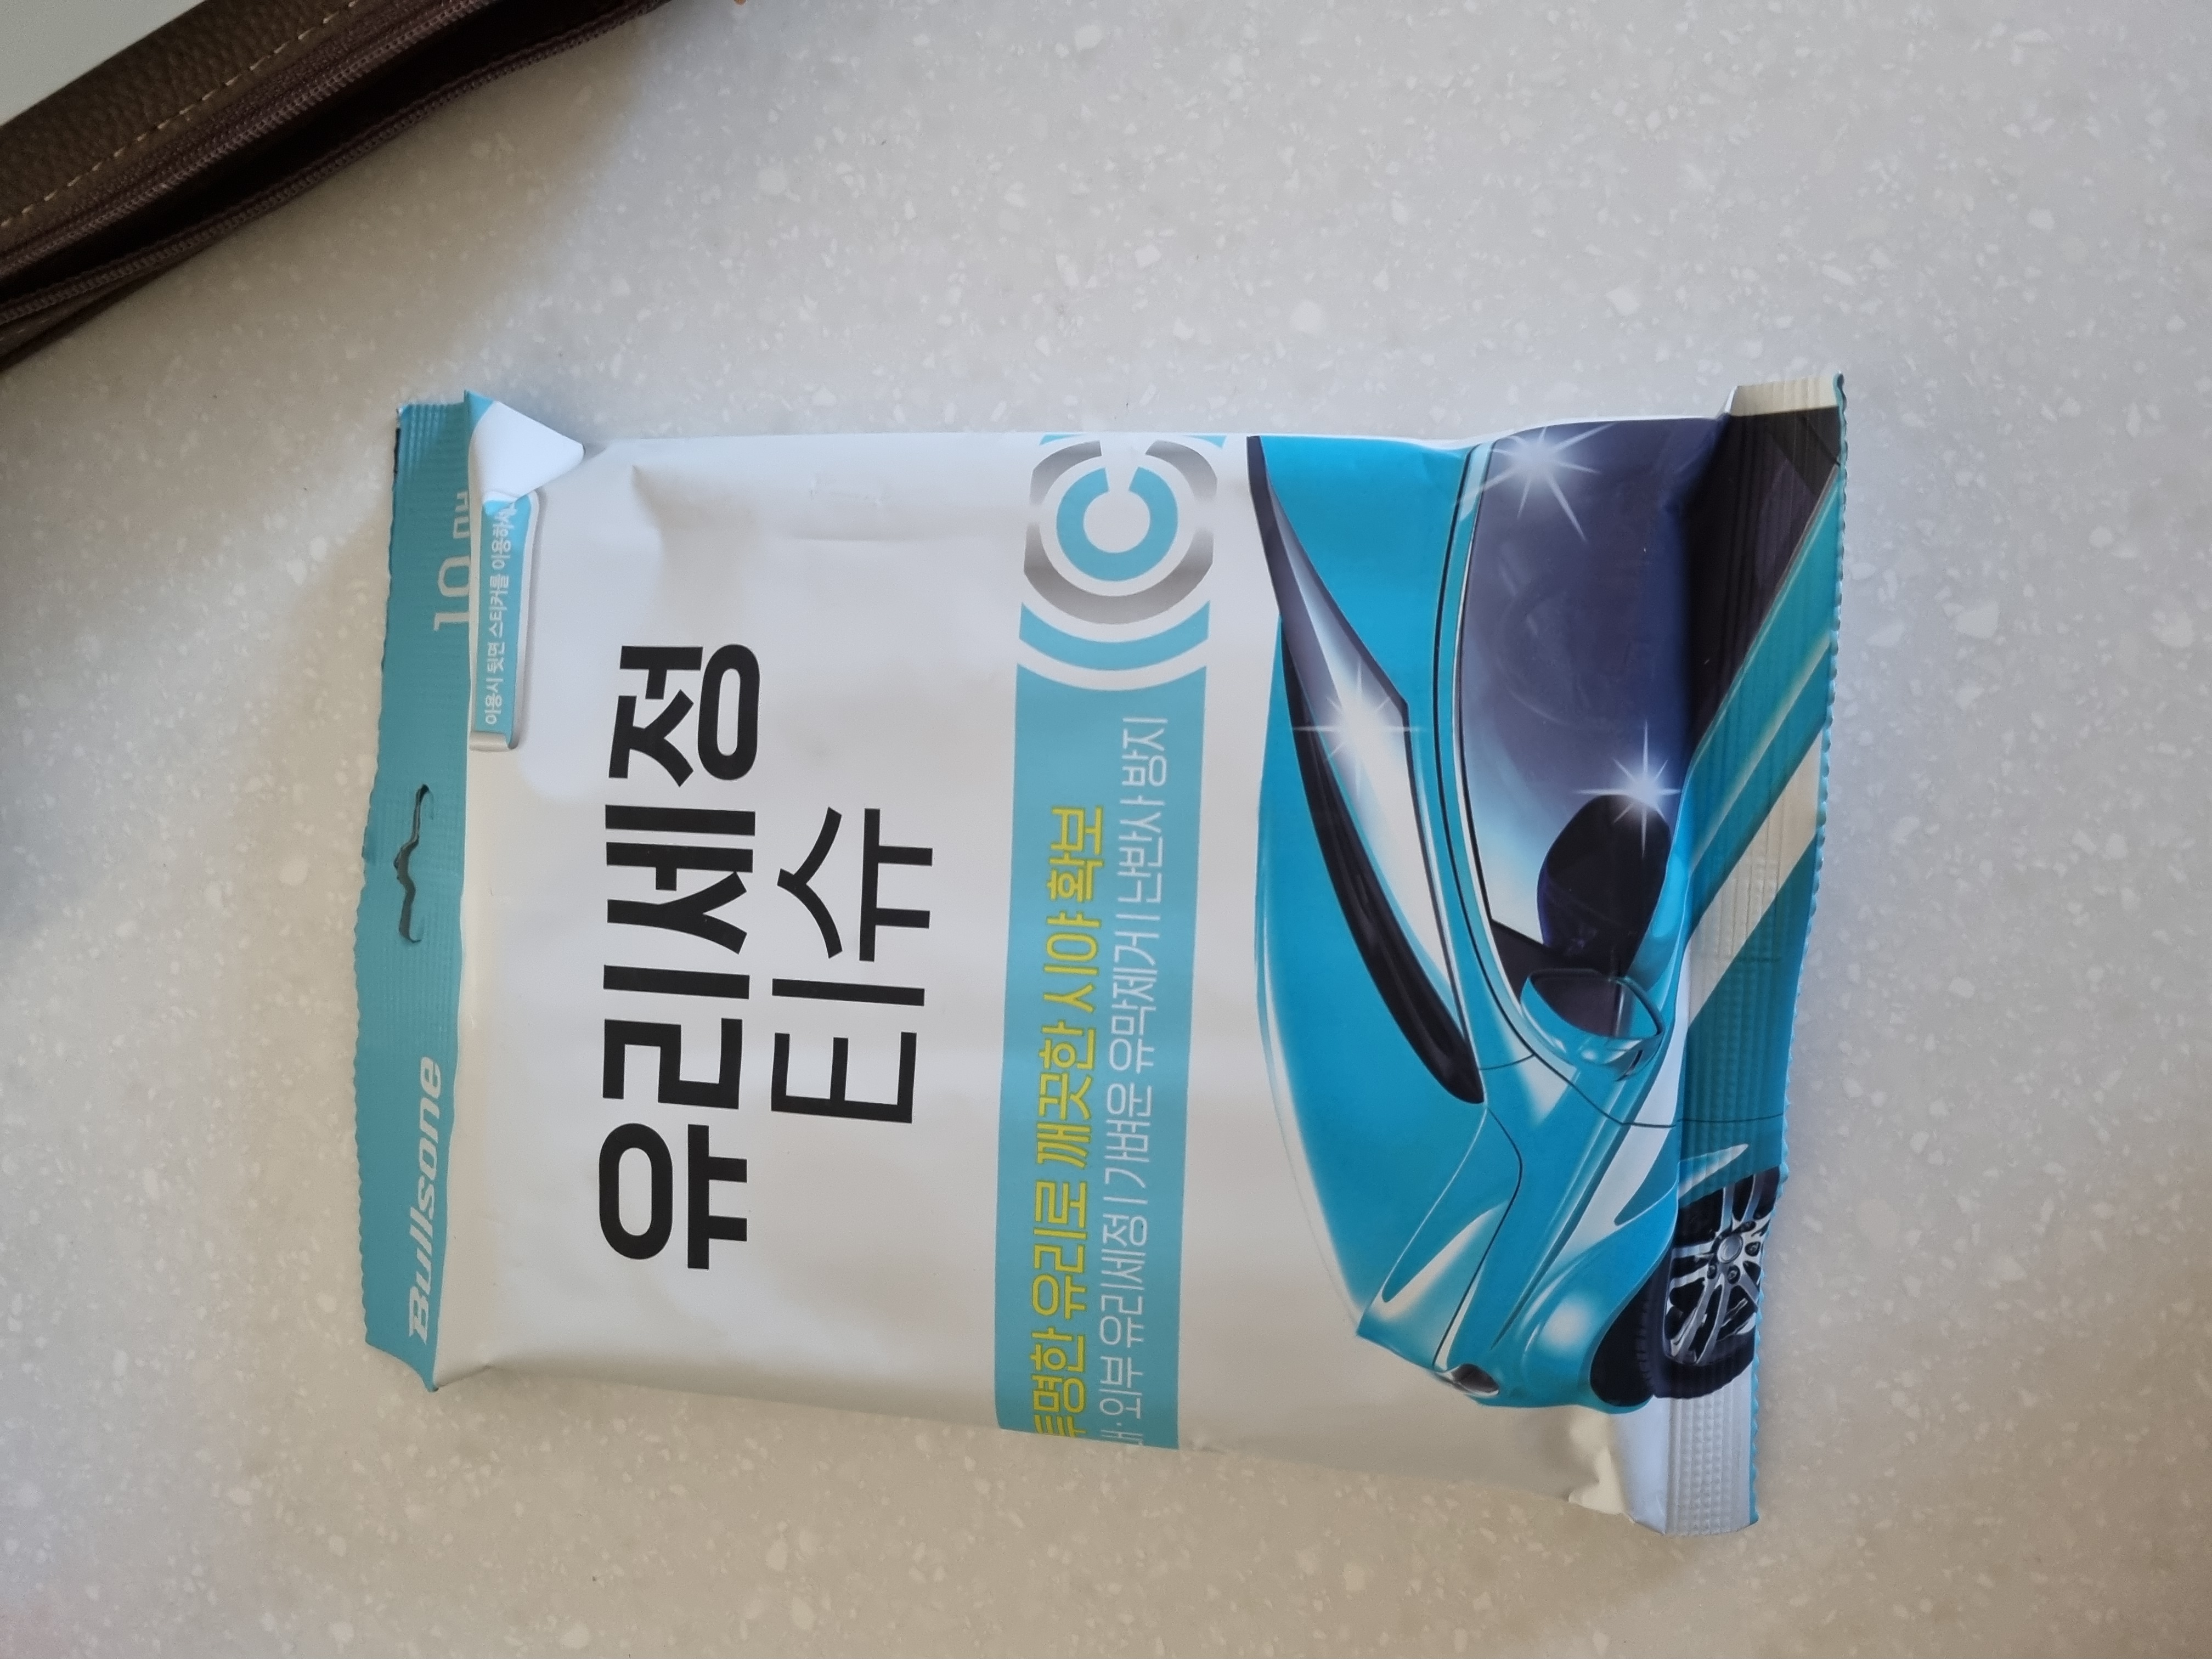 Bullsone
10매
이용시 뒷면 스티커를 이용하세
유리세정
티슈
투명한 유리로 깨끗한 시야 확보
내·외부 유리세정 | 가벼운 유막제거 | 난반사 방지